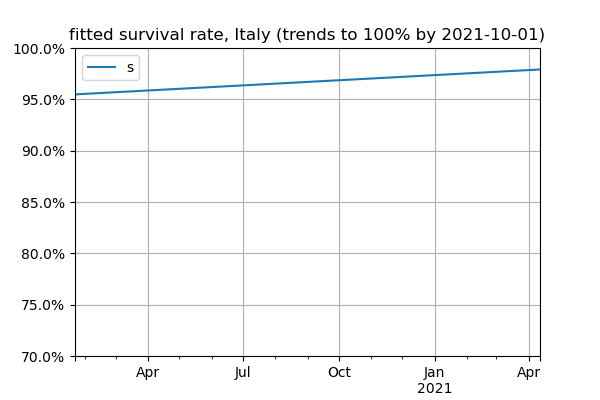 fitted survival rate, Italy (trends to 100% by 2021-10-01)
100.0%
s
95.0%
90.0%
85.0%
80.0%
75.0%
70.0%
Apr Jul Oct Jan Apr
2021